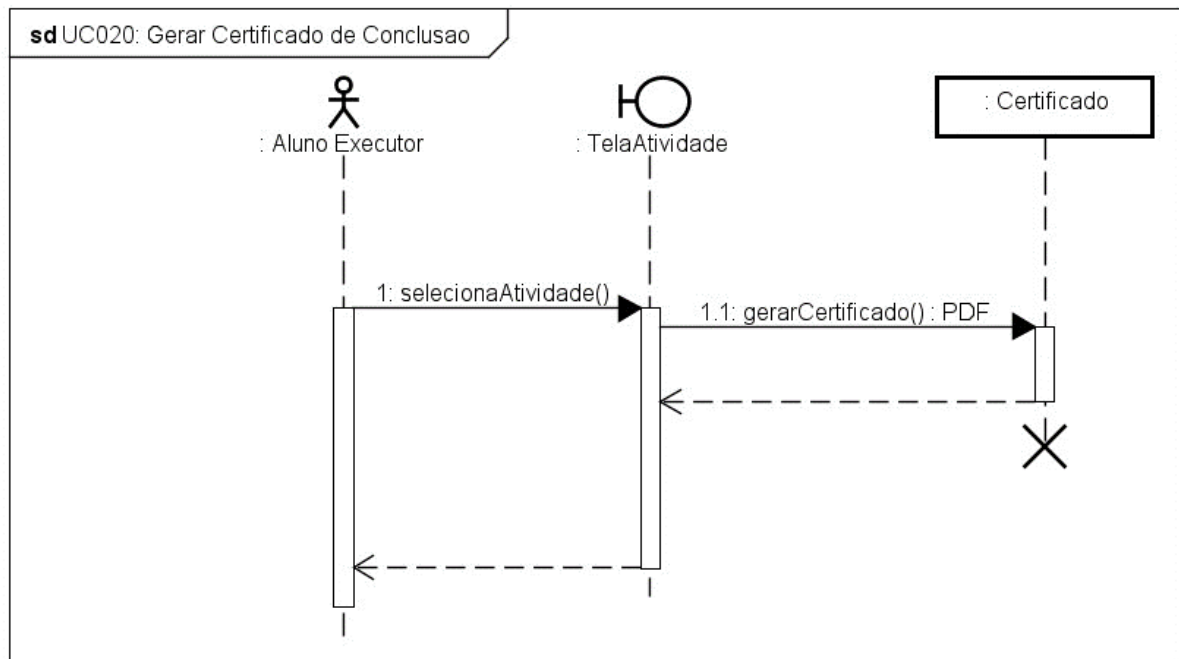 sd UC020: Gerar Certificado de Conclusao
: Aluno Executor
: TelaAtividade
: Certificado
1: selecionaAtividade()
1.1: gerarCertificado() : PDF